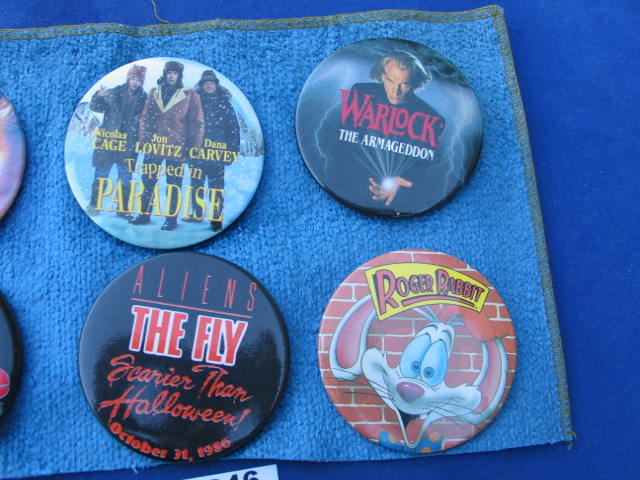 Nicolas Jon Dana
CAGE LOVITZ CARVEY
Trapped in
PARADISE
WARLOCK:
THE ARMAGEDDON
ALIENS
THE FLY
Scarier Than
Halloween!
October 31, 1986
ROGER RABBIT